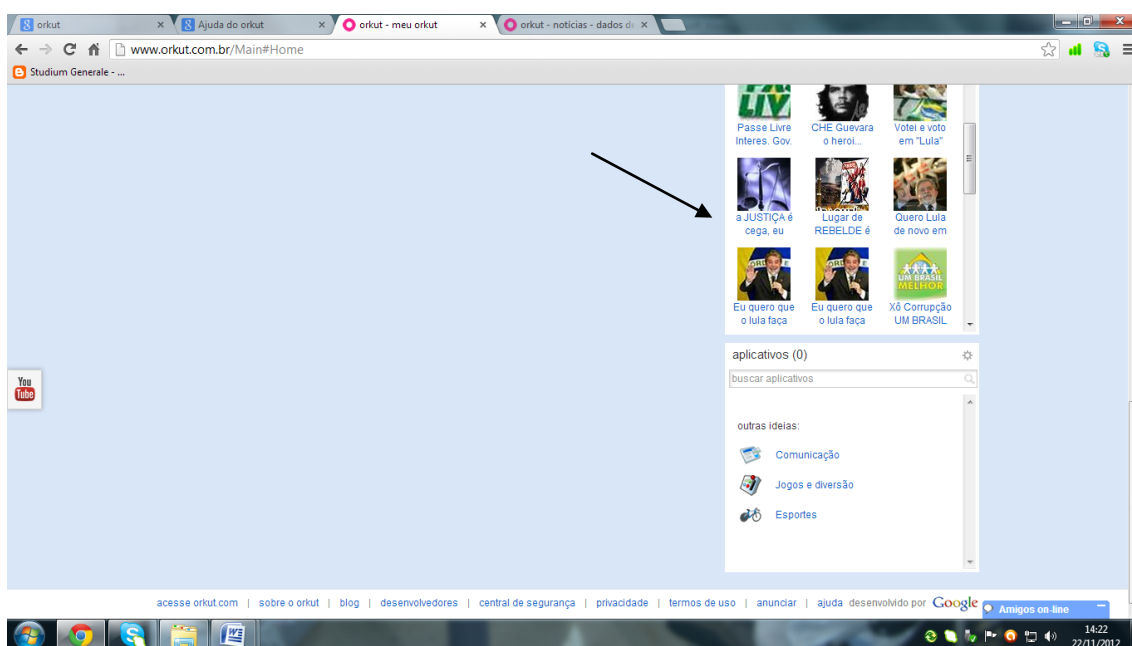 orkut
Ajuda do orkut
orkut - meu orkut
orkut - notícias - dados d
www.orkut.com.br/Main#Home
Studium Generale - ...
LIV
Passe Livre
Interes. Gov.
CHE Guevara
o heroi...
Votei e voto
em "Lula"
a JUSTIÇA é
cega, eu
Lugar de
REBELDE é
Quero Lula
de novo em
ORDE E
Eu quero que
o lula faça
Eu quero que
o lula faça
UM BRASIL
MELHOR
Xô Corrupção
UM BRASIL
aplicativos (0)
buscar aplicativos
You
Tube
outras ideias:
Comunicação
Jogos e diversão
Esportes
acesse orkut.com | sobre o orkut | blog | desenvolvedores | central de segurança | privacidade | termos de uso | anunciar | ajuda desenvolvido por Google
Amigos on-line
14:22
22/11/2012